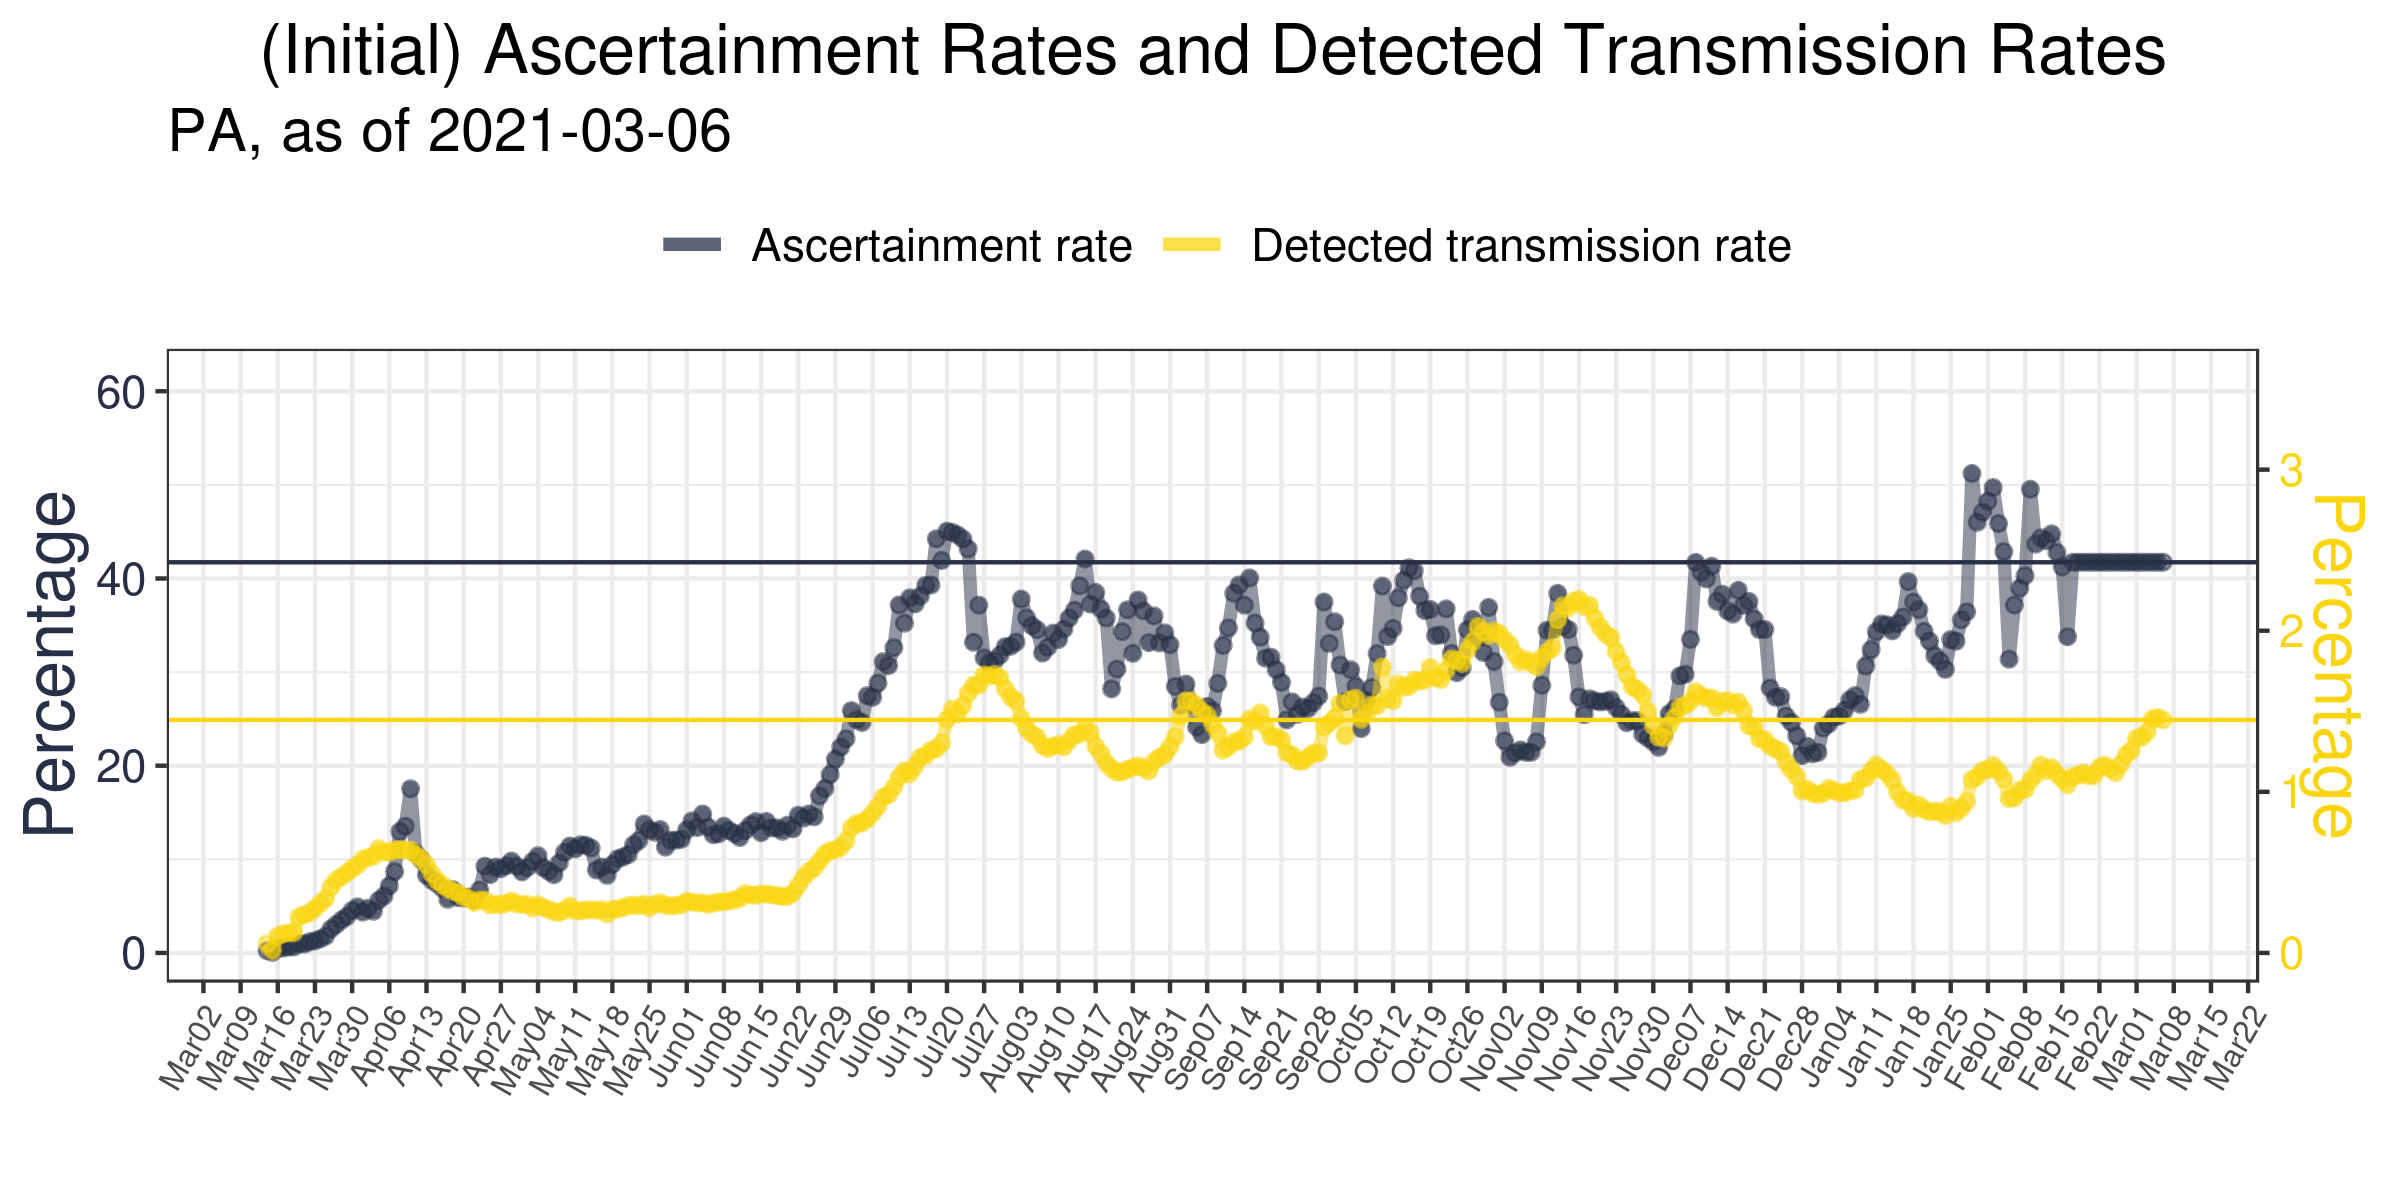 (Initial) Ascertainment Rates and Detected Transmission Rates
PA, as of 2021-03-06
Ascertainment rate Detected transmission rate
Percentage
60
40
20
0
3
2
1
0
Percentage
Mar02 Mar09 Mar16 Mar23 Mar30 Apr06 Apr13 Apr20 Apr27 May04 May11 May18 May25 Jun01 Jun08 Jun15 Jun22 Jun29 Jul06 Jul13 Jul20 Jul27 Aug03 Aug10 Aug17 Aug24 Aug31 Sep07 Sep14 Sep21 Sep28 Oct05 Oct12 Oct19 Oct26 Nov02 Nov09 Nov16 Nov23 Nov30 Dec07 Dec14 Dec21 Dec28 Jan04 Jan11 Jan18 Jan25 Feb01 Feb08 Feb15 Feb22 Mar01 Mar08 Mar15 Mar22